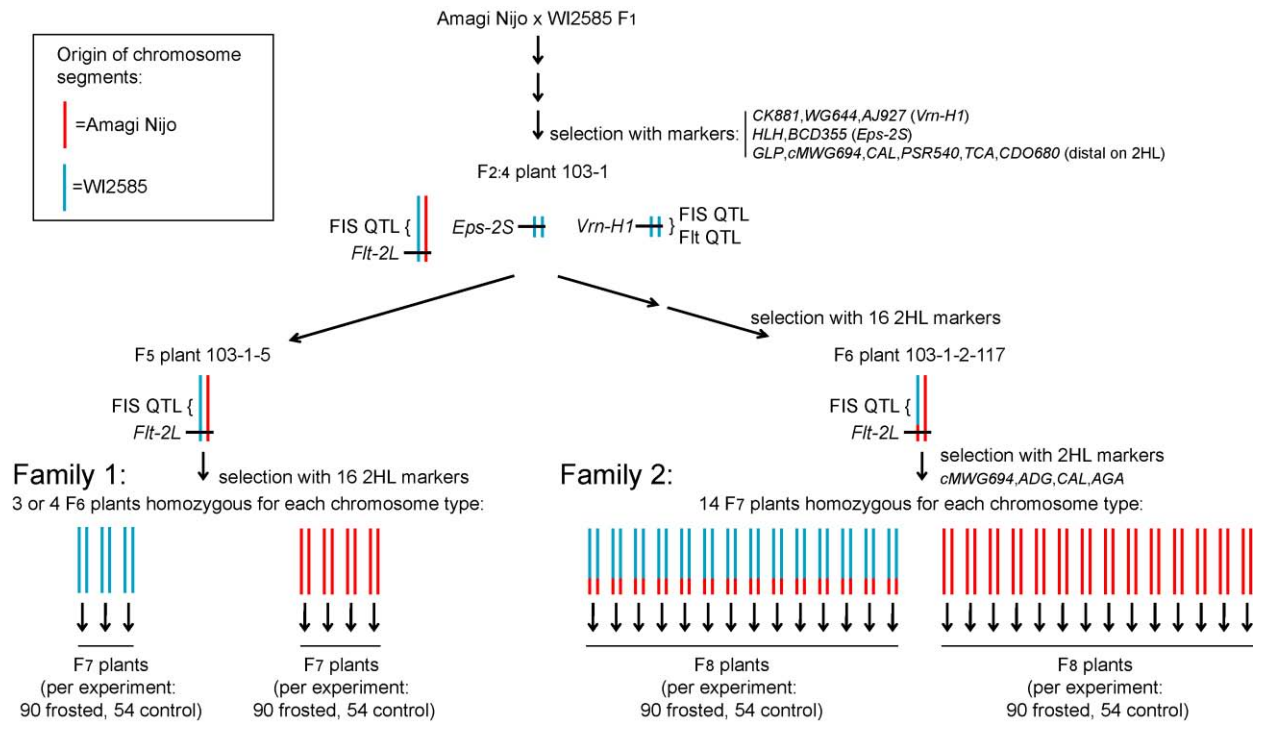 Amagi Nijo x WI2585 F1
Origin of chromosome
segments:
=Amagi Nijo
=WI2585
selection with markers:
CK881,WG644,AJ927 (Vrn-H1)
HLH,BCD355 (Eps-2S)
GLP,cMWG694,CAL,PSR540,TCA,CDO680 (distal on 2HL)
F2:4 plant 103-1
FIS QTL {
Flt-2L
Eps-2S
Vrn-H1
} FIS QTL
Flt QTL
selection with 16 2HL markers
F5 plant 103-1-5
FIS QTL {
Flt-2L
F6 plant 103-1-2-117
FIS QTL {
Flt-2L
Family 1:
selection with 16 2HL markers
3 or 4 F6 plants homozygous for each chromosome type:
Family 2:
selection with 2HL markers
cMWG694,ADG,CAL,AGA
14 F7 plants homozygous for each chromosome type:
F7 plants
(per experiment:
90 frosted, 54 control)
F7 plants
(per experiment:
90 frosted, 54 control)
F8 plants
(per experiment:
90 frosted, 54 control)
F8 plants
(per experiment:
90 frosted, 54 control)